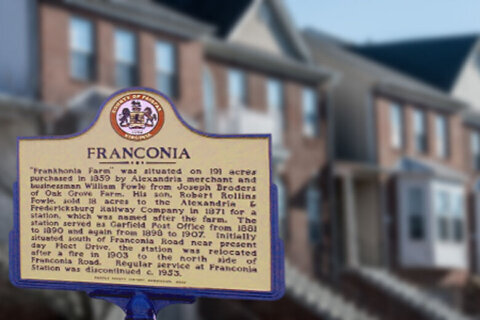 COUNTY OF FAIRFAX
VIRGINIA
FRANCONIA
"Frankhonia Farm" was situated on 191 acres
purchased in 1859 by Alexandria merchant and
businessman William Fowle from Joseph Broders
of Oak Grove Farm. His son, Robert Rollins
Fowle, sold 18 acres to the Alexandria &
Fredericksburg Railway Company in 1871 for a
station, which was named after the farm. The
station served as Garfield Post Office from 1881
to 1890 and again from 1898 to 1907. Initially
situated south of Franconia Road near present
day Fleet Drive, the station was relocated
after a fire in 1903 to the north side of
Franconia Road. Regular service at Franconia
Station was discontinued c. 1953.